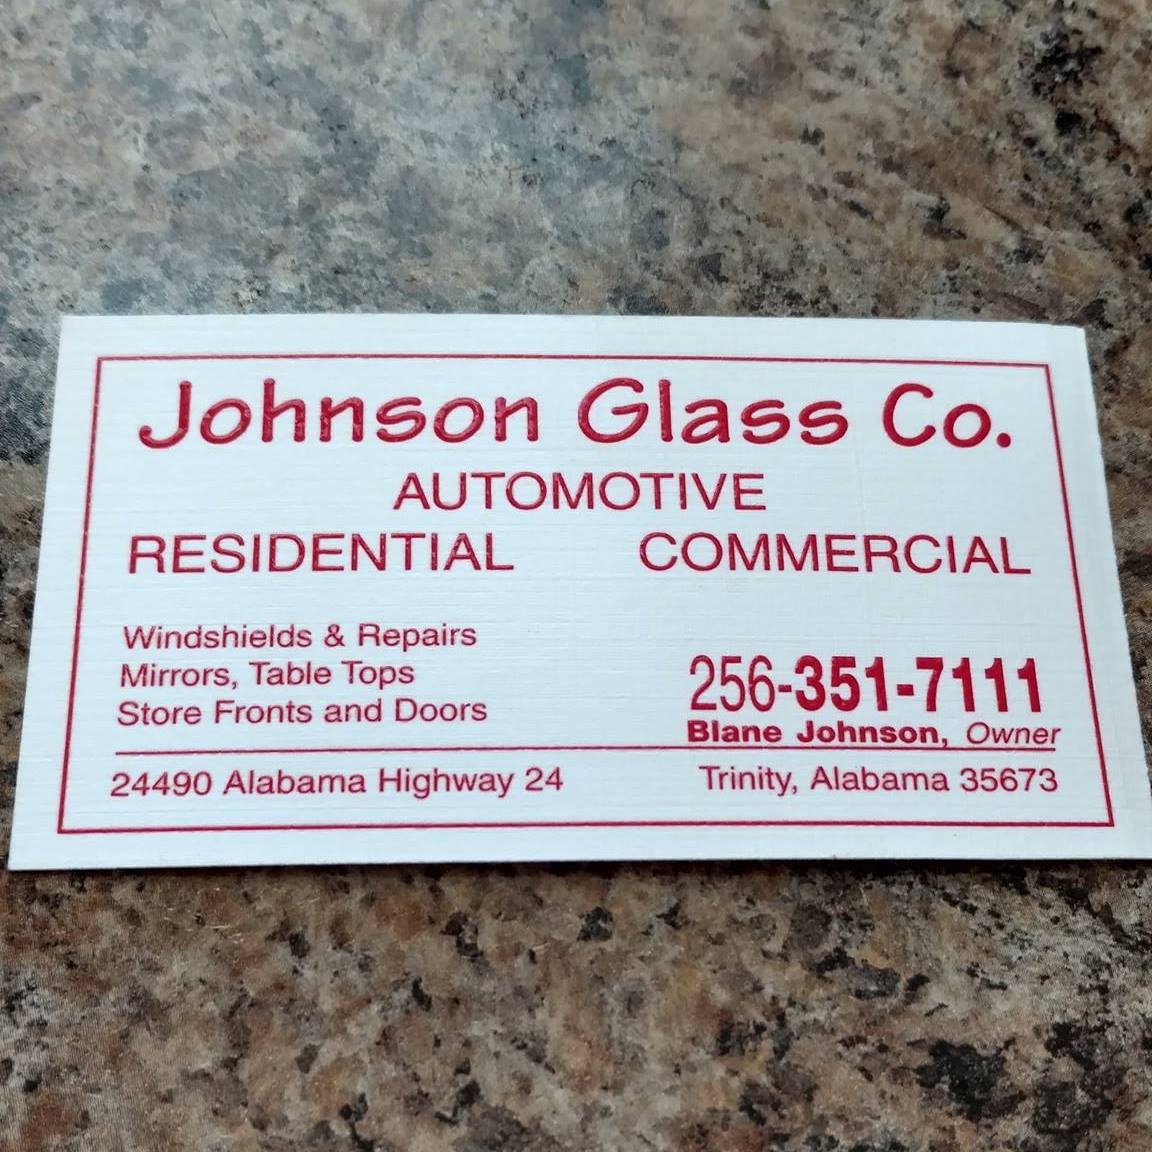 Johnson Glass Co.
AUTOMOTIVE
RESIDENTIAL COMMERCIAL
Windshields & Repairs
Mirrors, Table Tops
Store Fronts and Doors
256-351-7111
Blane Johnson, Owner
24490 Alabama Highway 24 Trinity, Alabama 35673